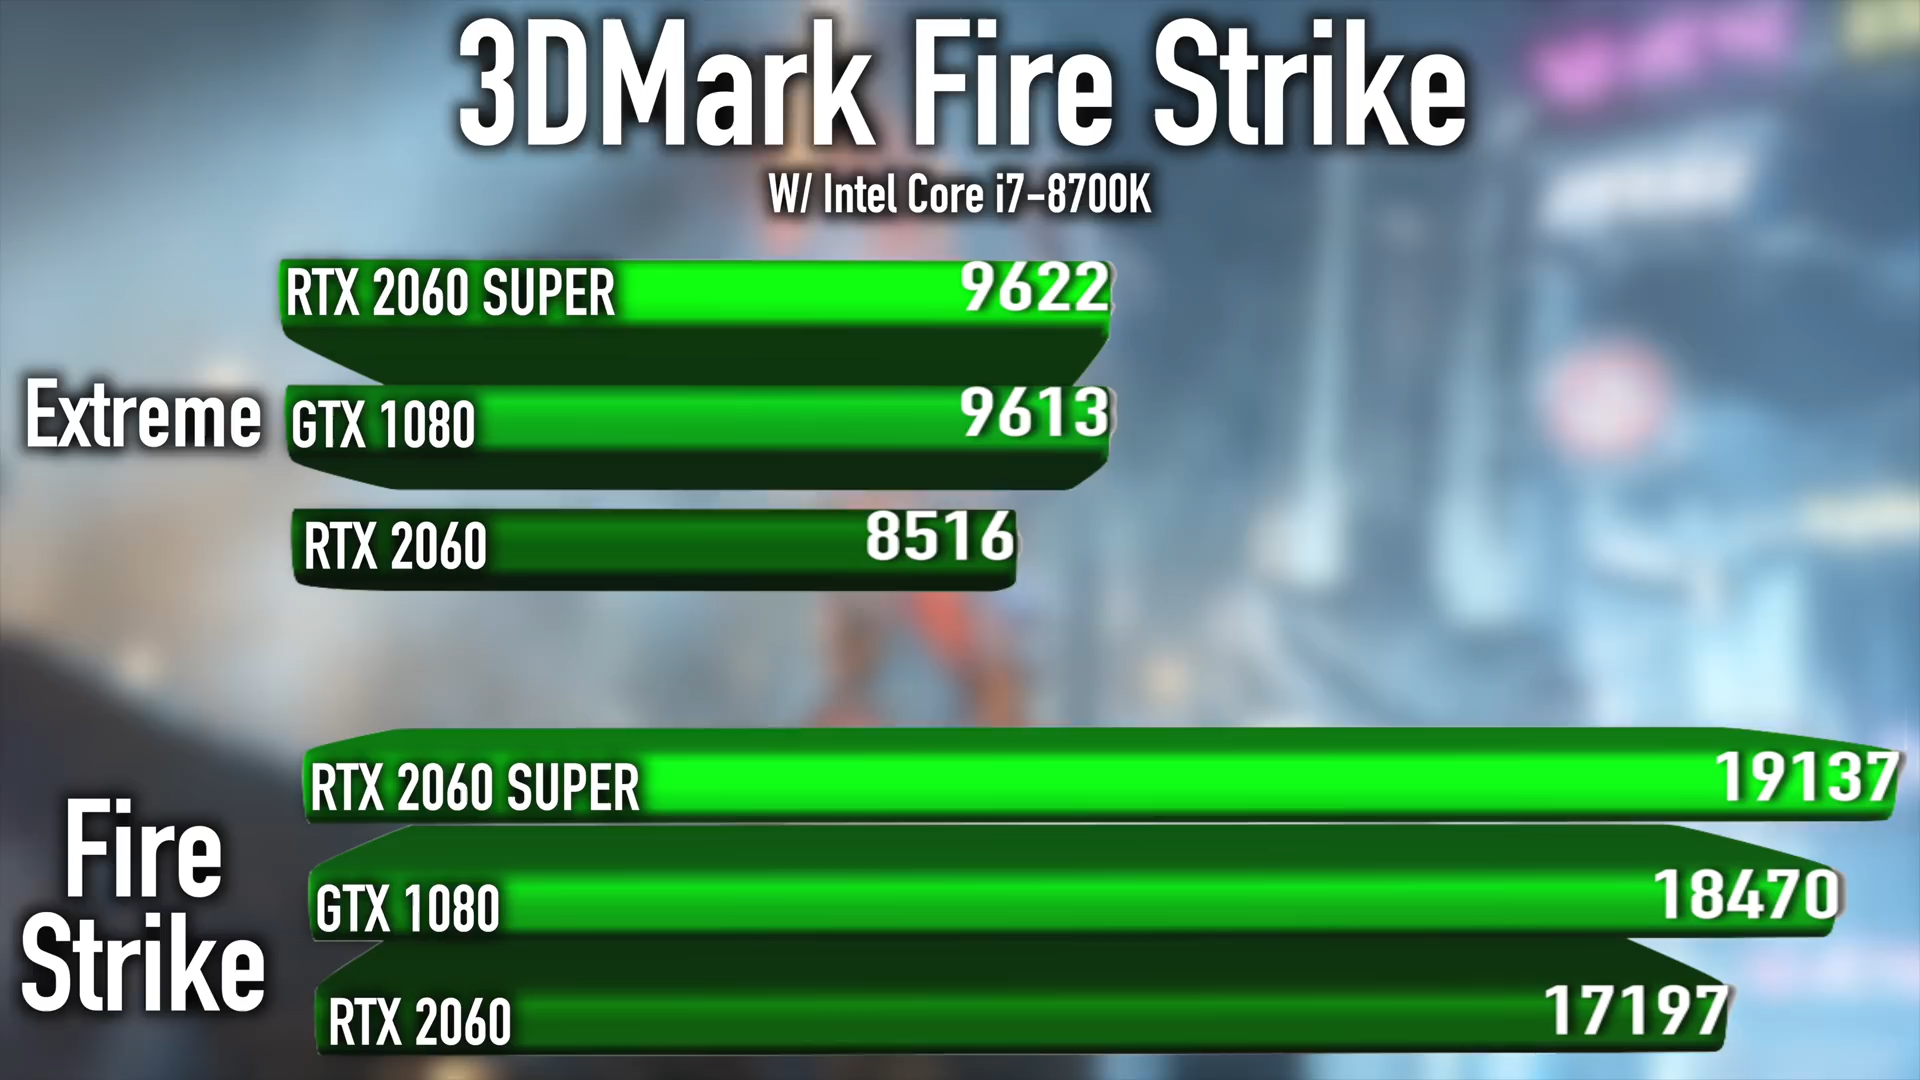 3DMark Fire Strike
W/ Intel Core i7-8700K
Extreme
RTX 2060 SUPER 9622
GTX 1080 9613
RTX 2060 8516
Fire
Strike
RTX 2060 SUPER 19137
GTX 1080 18470
RTX 2060 17197